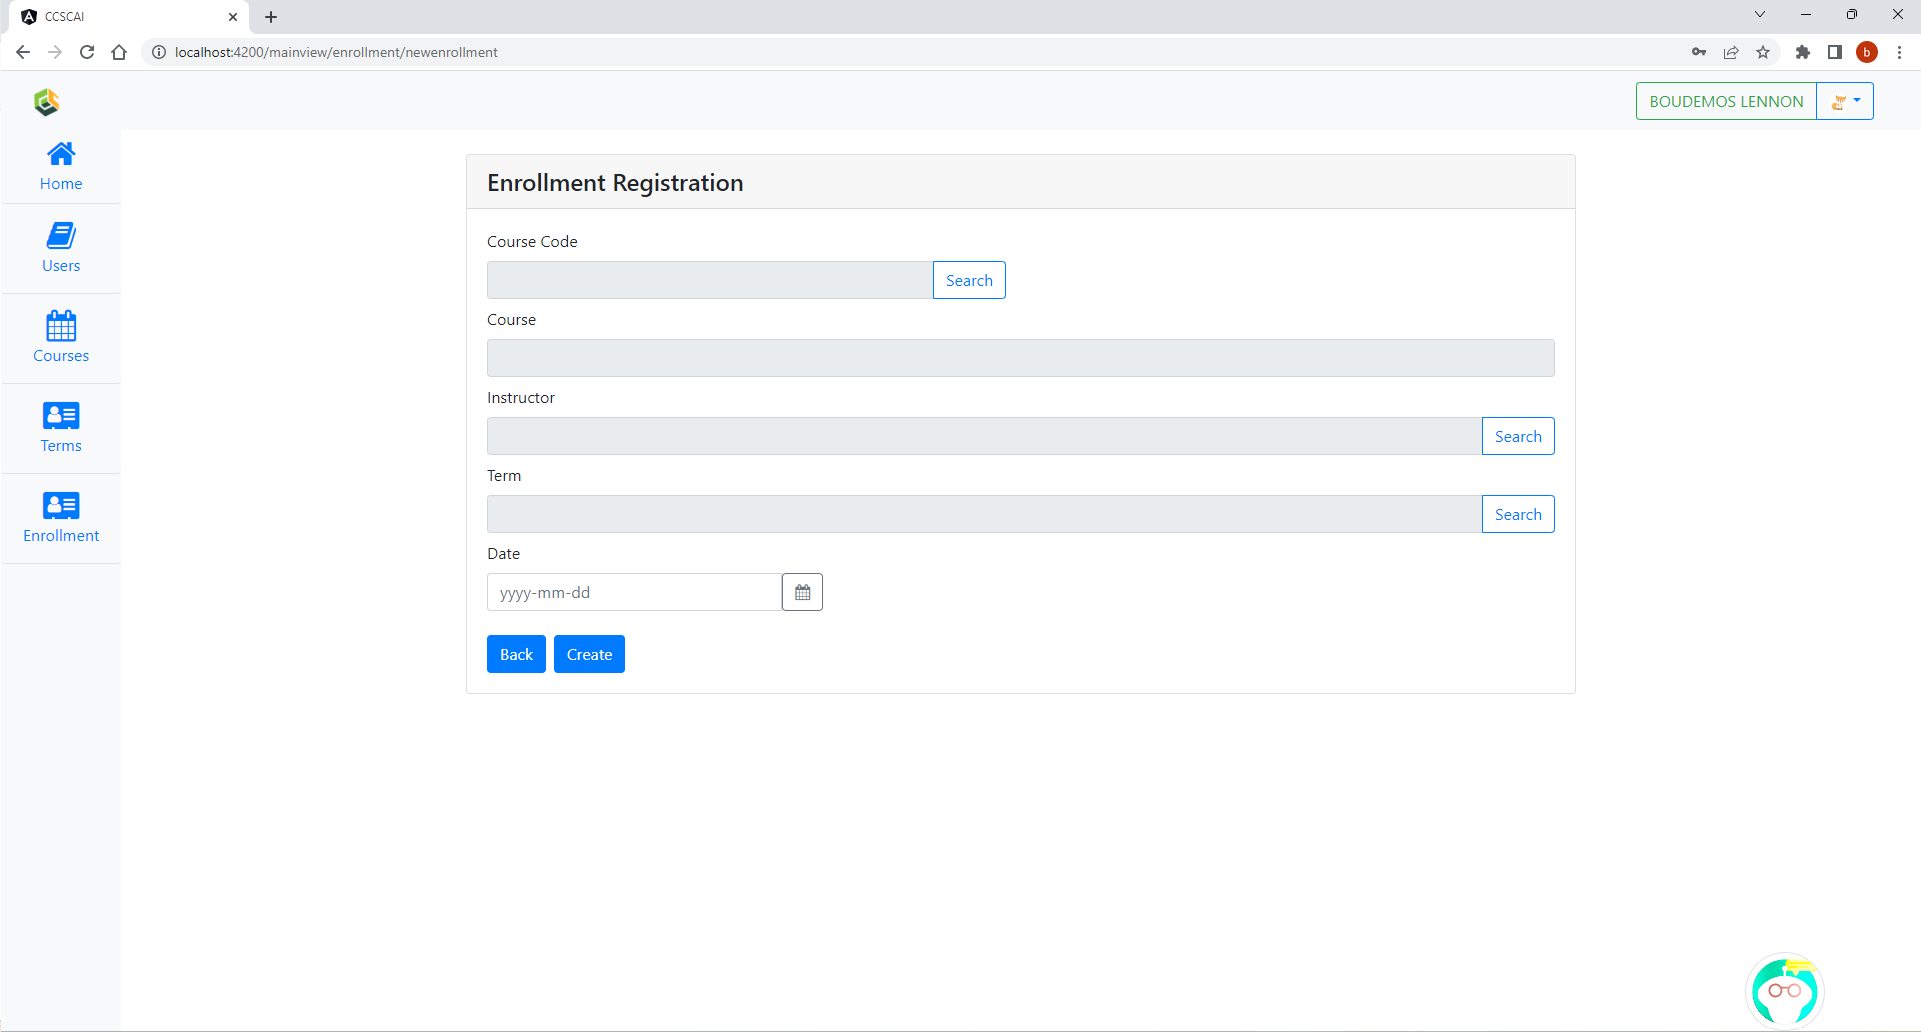 CCSCAI
localhost:4200/mainview/enrollment/newenrollment
b
BOUDEMOS LENNON
Home
Users
Courses
Terms
Enrollment
Enrollment Registration
Course Code
Search
Course
Instructor
Search
Term
Search
Date
yyyy-mm-dd
Back
Create